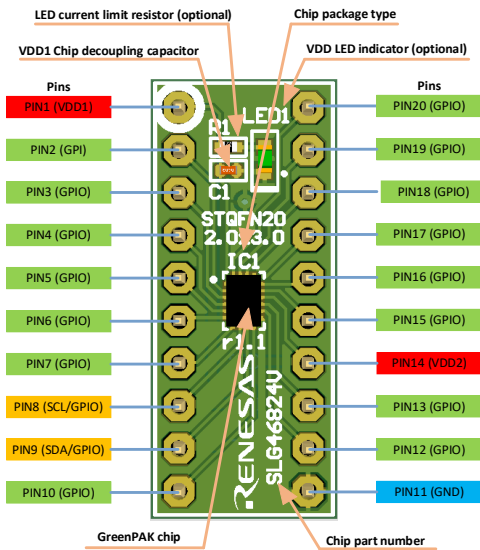 LED current limit resistor (optional)
Chip package type
VDD1 Chip decoupling capacitor
VDD LED indicator (optional)
Pins
Pins
PIN1 (VDD1)
PIN2 (GPI)
PIN3 (GPIO)
PIN4 (GPIO)
PIN5 (GPIO)
PIN6 (GPIO)
PIN7 (GPIO)
PIN8 (SCL/GPIO)
PIN9 (SDA/GPIO)
PIN10 (GPIO)
LED1
R1
C1
STQFN20
2.0x3.0
IC1
r1.1
RENESAS
SLG46824V
PIN20 (GPIO)
PIN19 (GPIO)
PIN18 (GPIO)
PIN17 (GPIO)
PIN16 (GPIO)
PIN15 (GPIO)
PIN14 (VDD2)
PIN13 (GPIO)
PIN12 (GPIO)
PIN11 (GND)
GreenPAK chip
Chip part number